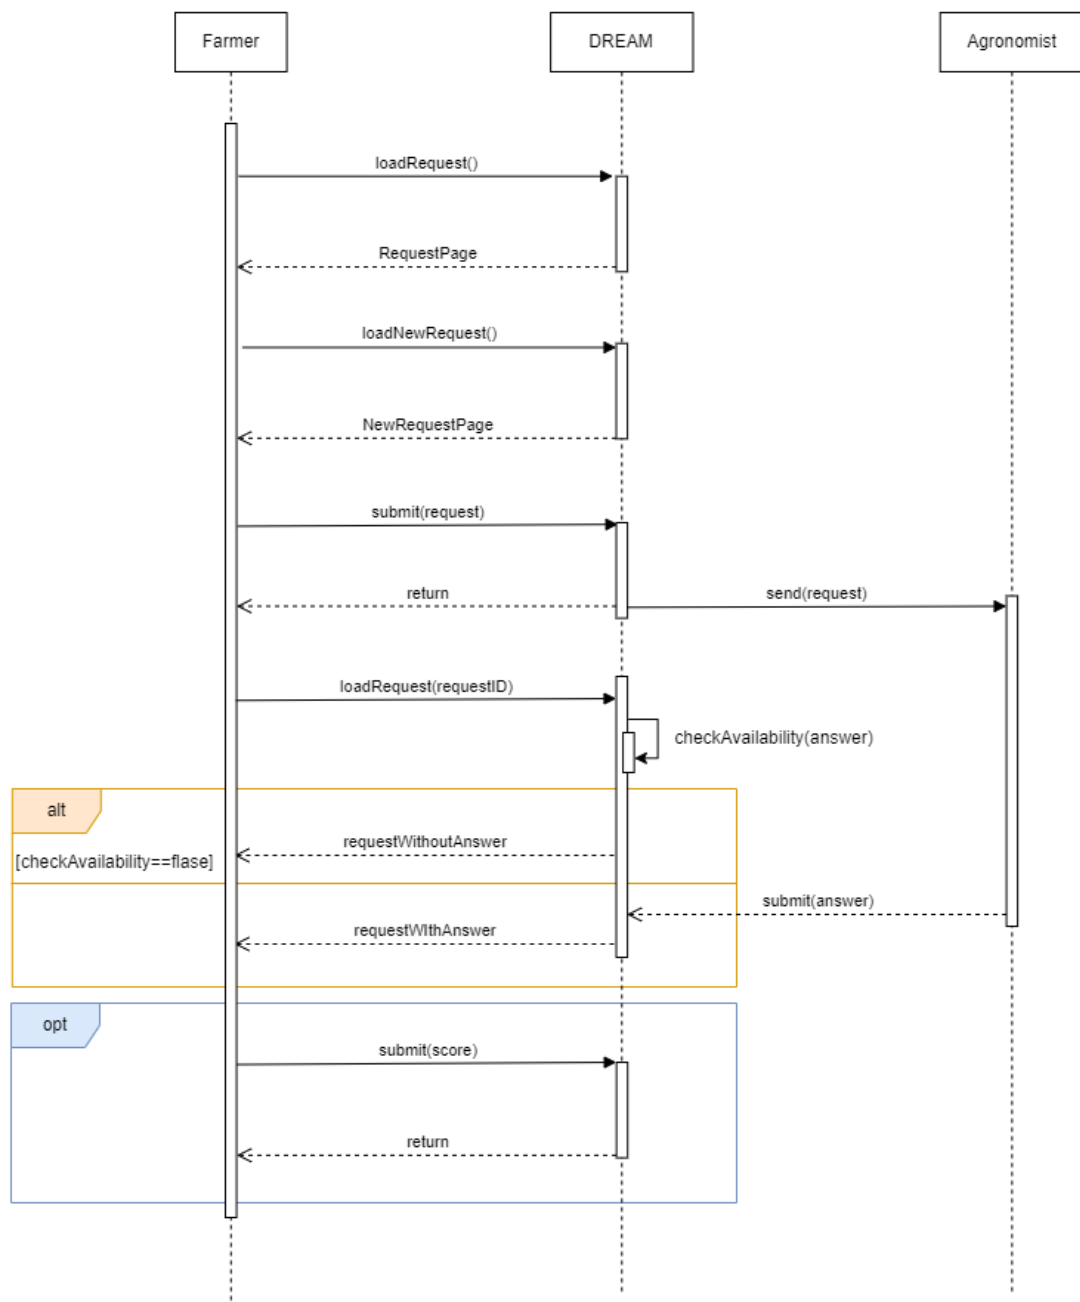 Farmer
DREAM
Agronomist
loadRequest()
RequestPage
loadNewRequest()
NewRequestPage
submit(request)
return
send(request)
loadRequest(requestID)
checkAvailability(answer)
alt
requestWithoutAnswer
[checkAvailability==flase]
submit(answer)
requestWIthAnswer
opt
submit(score)
return